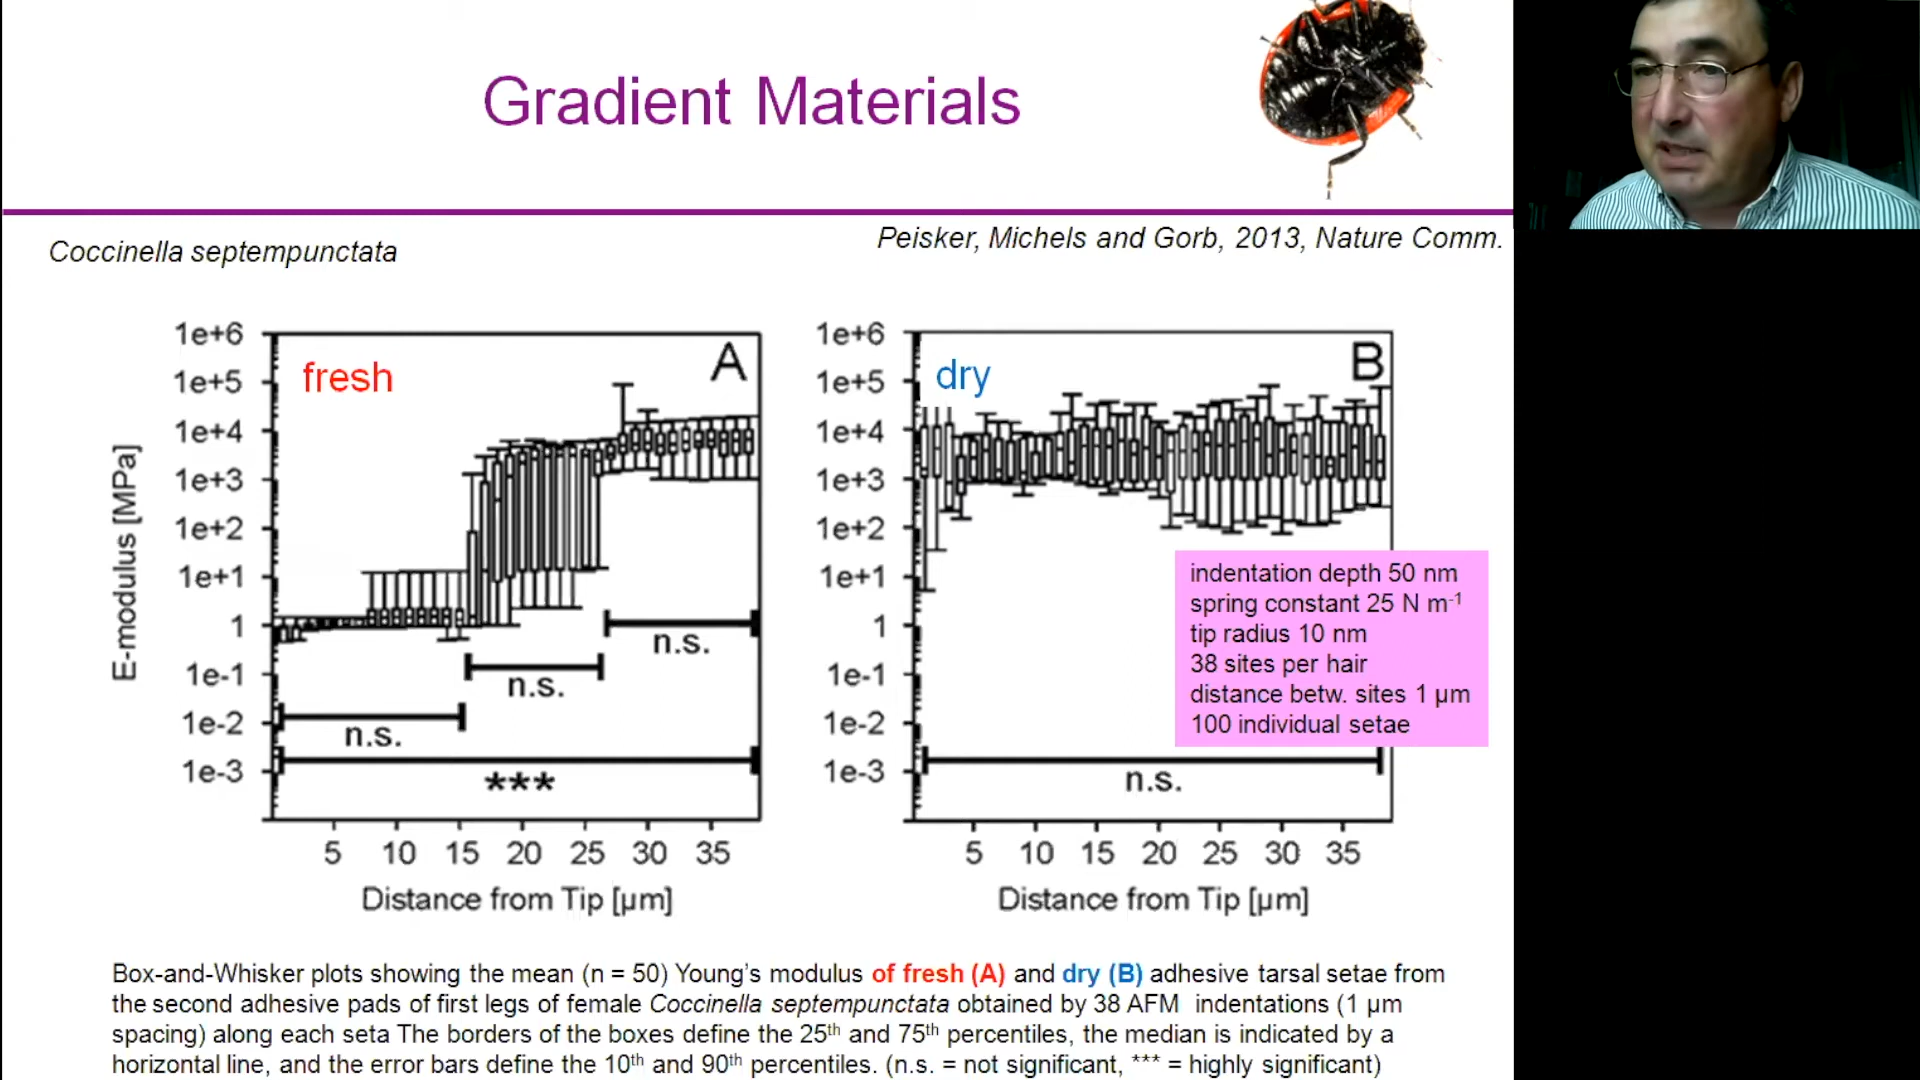 Gradient Materials
Coccinella septempunctata
Peisker, Michels and Gorb, 2013, Nature Comm.
E-modulus [MPa]
1e+6
1e+5
1e+4
1e+3
1e+2
1e+1
1
1e-1
1e-2
1e-3
fresh
A
n.s.
n.s.
n.s.
***
5 10 15 20 25 30 35
Distance from Tip [µm]
1e+6
1e+5
1e+4
1e+3
1e+2
1e+1
1
1e-1
1e-2
1e-3
dry
B
indentation depth 50 nm
spring constant 25 N m⁻¹
tip radius 10 nm
38 sites per hair
distance betw. sites 1 µm
100 individual setae
n.s.
5 10 15 20 25 30 35
Distance from Tip [µm]
Box-and-Whisker plots showing the mean (n = 50) Young’s modulus of fresh (A) and dry (B) adhesive tarsal setae from
the second adhesive pads of first legs of female Coccinella septempunctata obtained by 38 AFM indentations (1 µm
spacing) along each seta The borders of the boxes define the 25th and 75th percentiles, the median is indicated by a
horizontal line, and the error bars define the 10th and 90th percentiles. (n.s. = not significant, *** = highly significant)